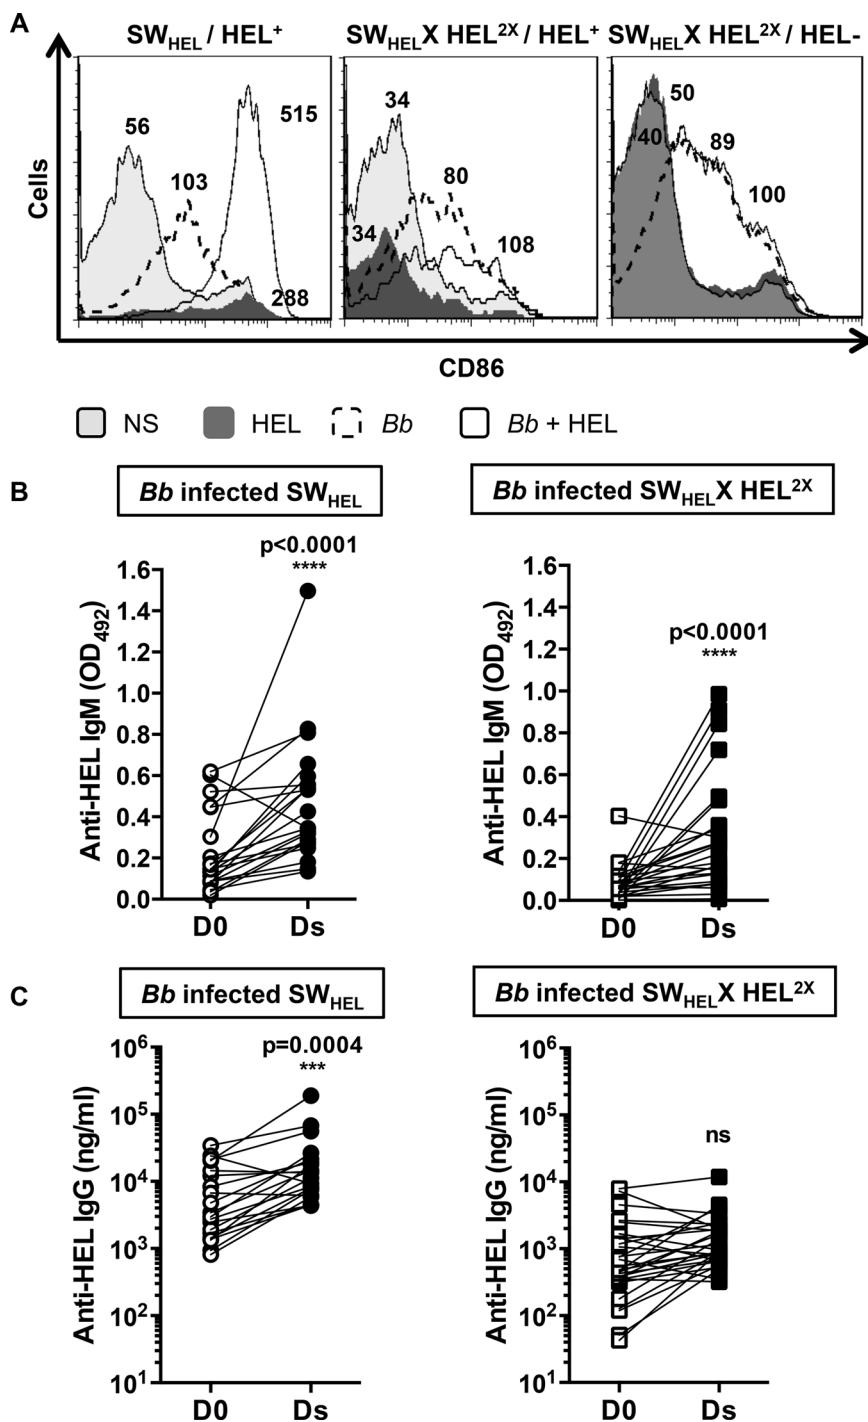 A
SWHEL / HEL+
SWHELX HEL2X / HEL+
SWHELX HEL2X / HEL-
Cells
56
103
515
288
34
34
80
108
50
40
89
100
CD86
NS
HEL
Bb
Bb + HEL
B
Bb infected SWHEL
Bb infected SWHELX HEL2X
Anti-HEL IgM (OD492)
p<0.0001
****
1.6
1.4
1.2
1.0
0.8
0.6
0.4
0.2
0.0
D0
Ds
Anti-HEL IgM (OD492)
p<0.0001
****
1.6
1.4
1.2
1.0
0.8
0.6
0.4
0.2
0.0
D0
Ds
C
Bb infected SWHEL
Bb infected SWHELX HEL2X
Anti-HEL IgG (ng/ml)
p=0.0004
***
106
105
104
103
102
101
D0
Ds
Anti-HEL IgG (ng/ml)
ns
106
105
104
103
102
101
D0
Ds